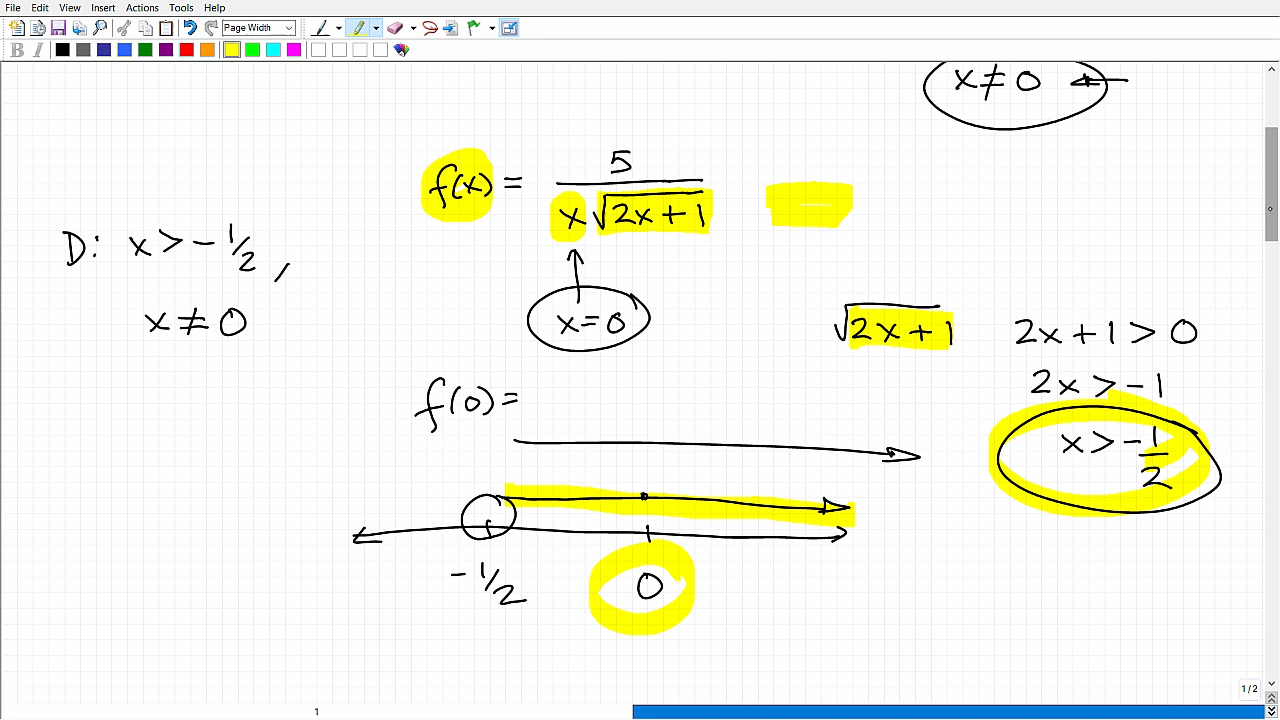 File Edit View Insert Actions Tools Help
Page Width
B I
x≠0
f(x) = 5 / x√2x+1
D: x > -1/2,
x≠0
x=0
√2x+1
2x+1>0
2x>-1
x>-1/2
f(0)=
-1/2 0
1/2
1